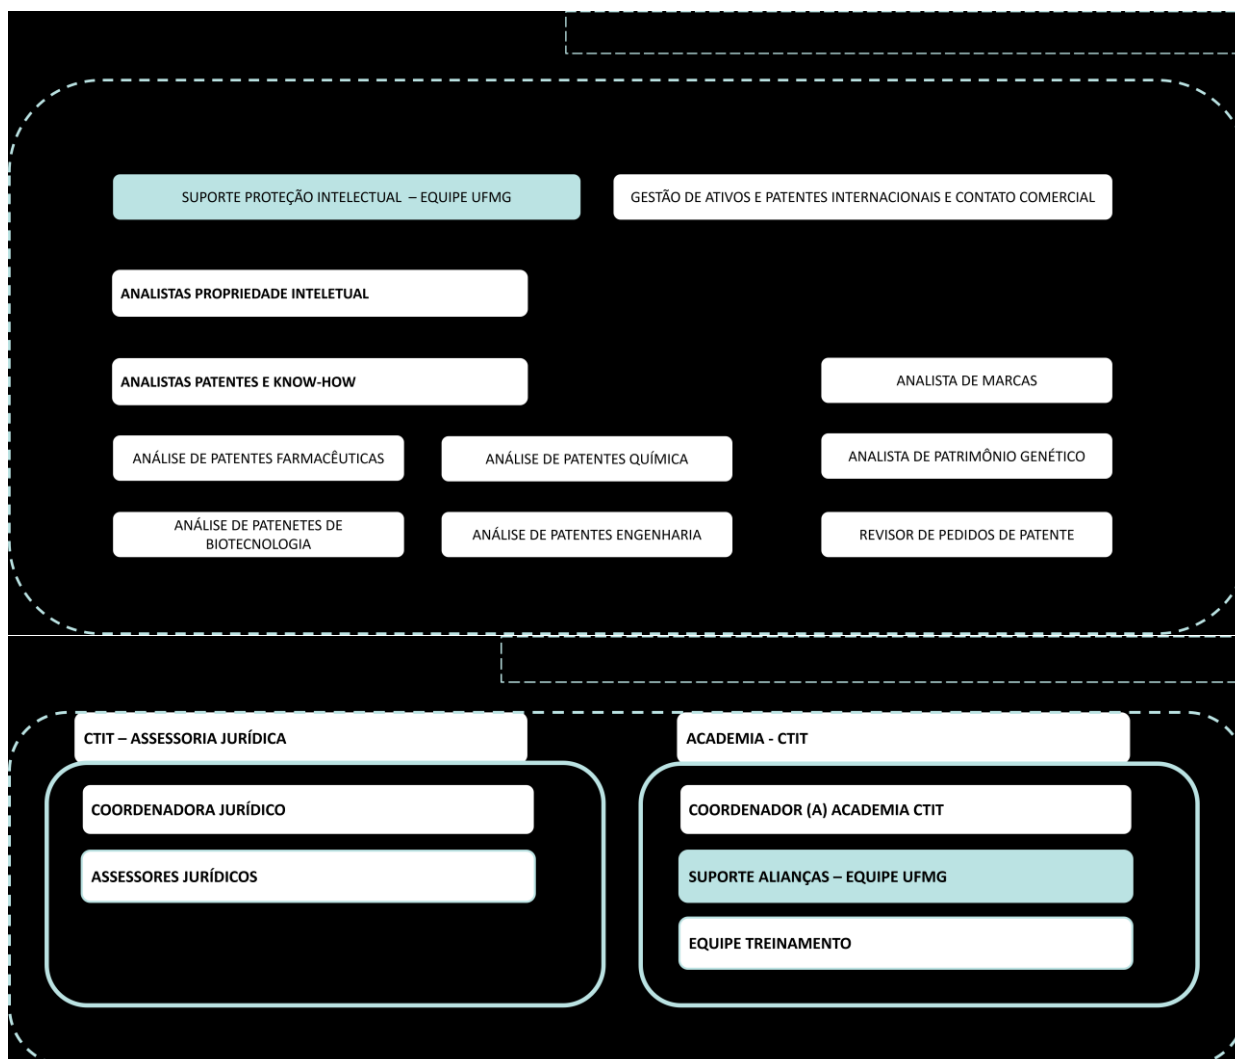 SUPORTE PROTEÇÃO INTELECTUAL – EQUIPE UFMG
GESTÃO DE ATIVOS E PATENTES INTERNACIONAIS E CONTATO COMERCIAL
ANALISTAS PROPRIEDADE INTELETUAL
ANALISTAS PATENTES E KNOW-HOW
ANALISTA DE MARCAS
ANÁLISE DE PATENTES FARMACÊUTICAS
ANÁLISE DE PATENTES QUÍMICA
ANALISTA DE PATRIMÔNIO GENÉTICO
ANÁLISE DE PATENETES DE
BIOTECNOLOGIA
ANÁLISE DE PATENTES ENGENHARIA
REVISOR DE PEDIDOS DE PATENTE
CTIT – ASSESSORIA JURÍDICA
COORDENADORA JURÍDICO
ASSESSORES JURÍDICOS
ACADEMIA - CTIT
COORDENADOR (A) ACADEMIA CTIT
SUPORTE ALIANÇAS – EQUIPE UFMG
EQUIPE TREINAMENTO